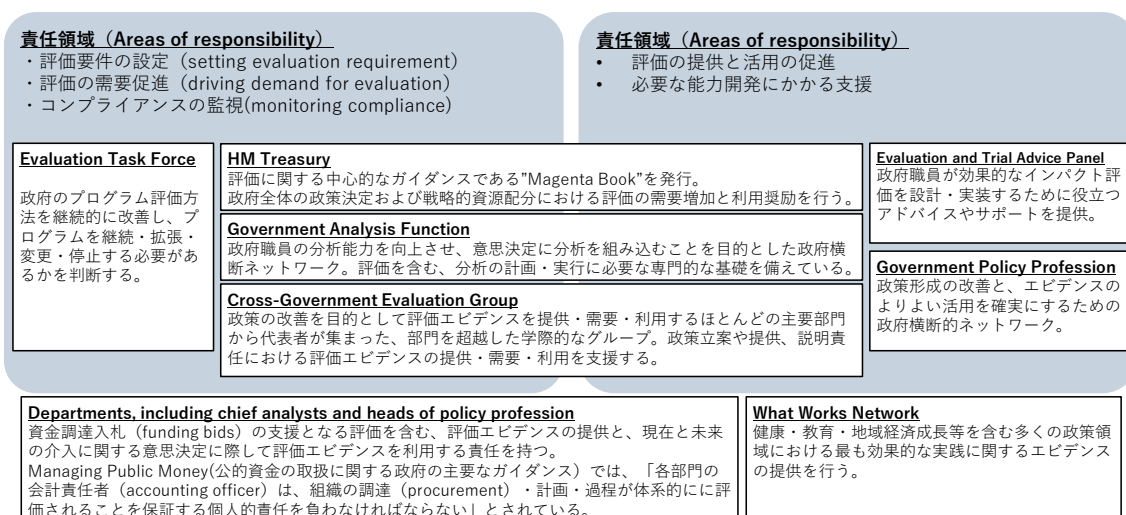 責任領域（Areas of responsibility）
・評価要件の設定（setting evaluation requirement）
・評価の需要促進（driving demand for evaluation）
・コンプライアンスの監視(monitoring compliance)
責任領域（Areas of responsibility）
• 評価の提供と活用の促進
• 必要な能力開発にかかる支援
Evaluation Task Force
政府のプログラム評価方
法を継続的に改善し、プ
ログラムを継続・拡張・
変更・停止する必要があ
るかを判断する。
HM Treasury
評価に関する中心的なガイダンスである”Magenta Book”を発行。
政府全体の政策決定および戦略的資源配分における評価の需要増加と利用奨励を行う。
Government Analysis Function
政府職員の分析能力を向上させ、意思決定に分析を組み込むことを目的とした政府横
断ネットワーク。評価を含む、分析の計画・実行に必要な専門的な基礎を備えている。
Cross-Government Evaluation Group
政策の改善を目的として評価エビデンスを提供・需要・利用するほとんどの主要部門
から代表者が集まった、部門を超越した学際的なグループ。政策立案や提供、説明責
任における評価エビデンスの提供・需要・利用を支援する。
Evaluation and Trial Advice Panel
政府職員が効果的なインパクト評
価を設計・実装するために役立つ
アドバイスやサポートを提供。
Government Policy Profession
政策形成の改善と、エビデンスの
よりよい活用を確実にするための
政府横断的ネットワーク。
Departments, including chief analysts and heads of policy profession
資金調達入札（funding bids）の支援となる評価を含む、評価エビデンスの提供と、現在と未来
の介入に関する意思決定に際して評価エビデンスを利用する責任を持つ。
Managing Public Money(公的資金の取扱に関する政府の主要なガイダンス）では、「各部門の
会計責任者（accounting officer）は、組織の調達（procurement）・計画・過程が体系的にに評
価されることを保証する個人的責任を負わなければならない」とされている。
What Works Network
健康・教育・地域経済成長等を含む多くの政策領
域における最も効果的な実践に関するエビデンス
の提供を行う。